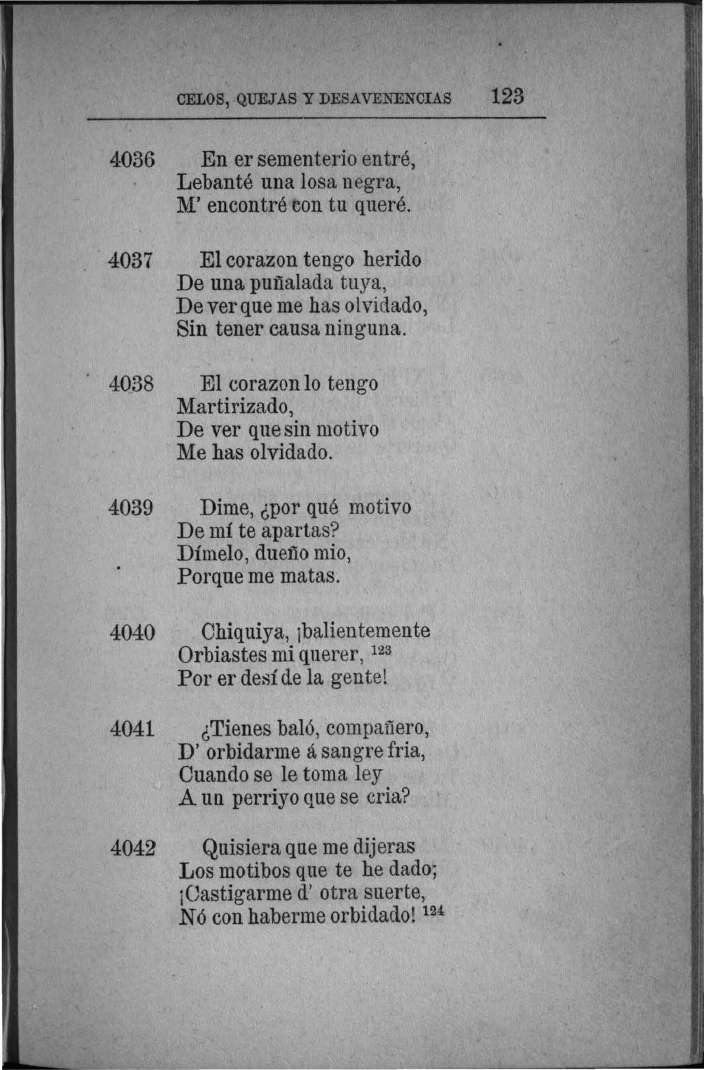 CELOS, QUEJAS Y DESAVENENCIAS 123
4036 En er sementerio entré,
Lebanté una losa negra,
M' encontré con tu queré.
4037 El corazon tengo herido
De una puñalada tuya,
De ver que me has olvidado,
Sin tener causa ninguna.
4038 El corazon lo tengo
Martirizado,
De ver que sin motivo
Me has olvidado.
4039 Dime, ¿por qué motivo
De mí te apartas?
Dímelo, dueño mio,
Porque me matas.
4040 Chiquiya, ¡balientemente
Orbiastes mi querer, 123
Por er desí de la gente!
4041 ¿Tienes baló, compañero,
D' orbidarme á sangre fria,
Cuando se le toma ley
A un perriyo que se cria?
4042 Quisiera que me dijeras
Los motibos que te he dado;
¡Castigarme d' otra suerte,
Nó con haberme orbidado! 124